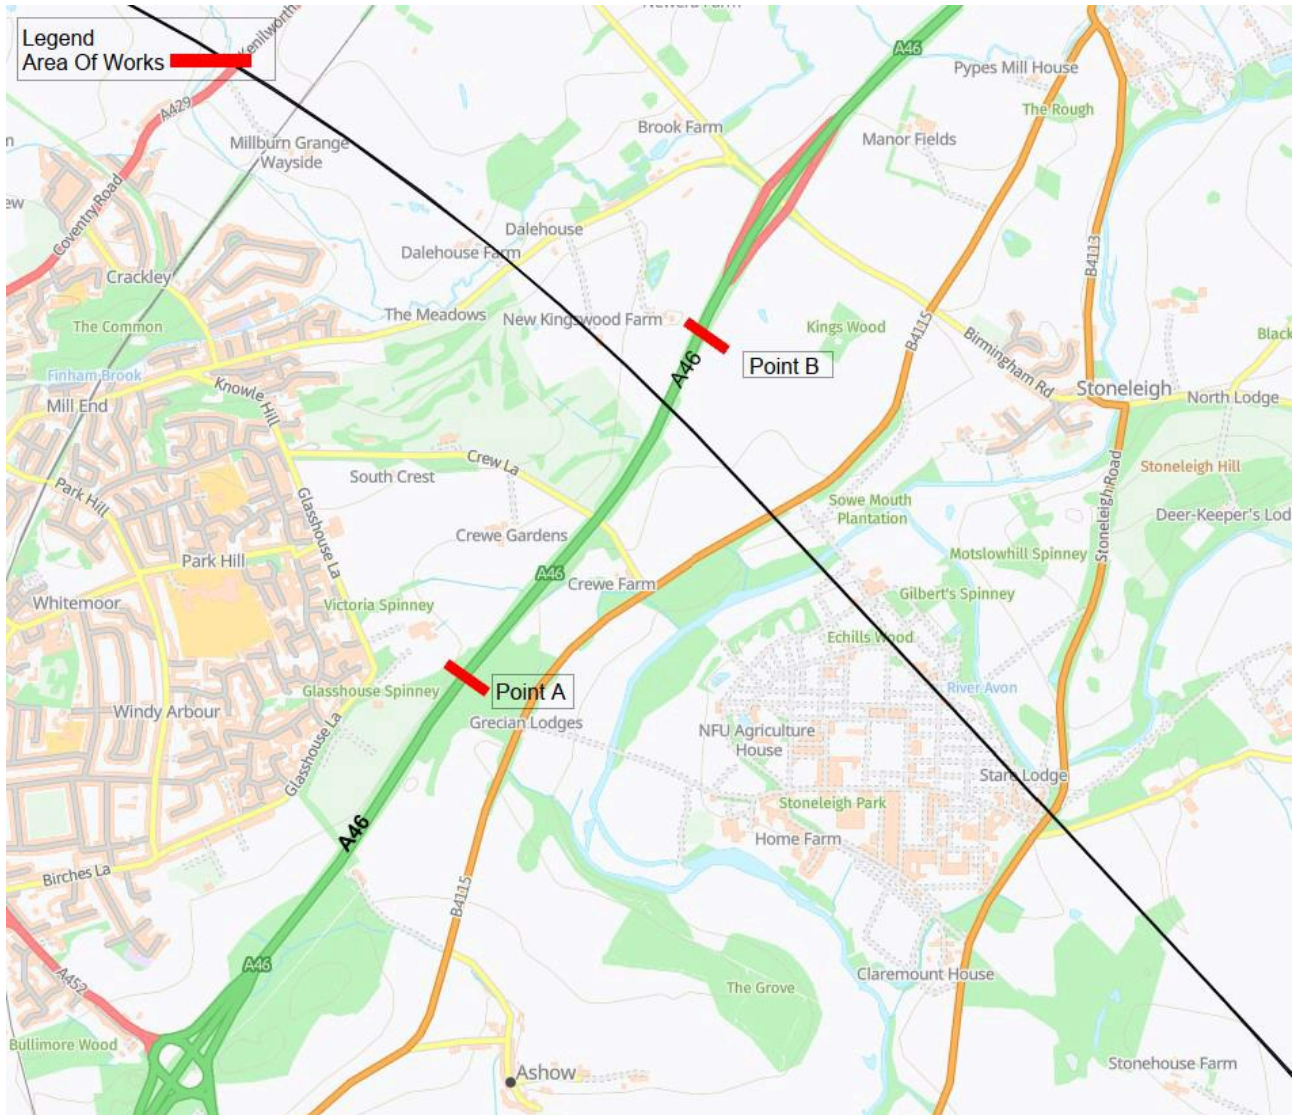 Legend
Area Of Works
Kenilworth
A46
Pypes Mill House
The Rough
A429
Brook Farm
Manor Fields
Millburn Grange
Wayside
Coventry Road
Dalehouse
Dalehouse Farm
B4113
Crackley
The Meadows
New Kingswood Farm
Kings Wood
The Common
B4115
Birmingham Rd
Black
Finham Brook
A46
Point B
Knowle Hill
Stoneleigh
North Lodge
Mill End
Crew La
South Crest
Stoneleigh Hill
Park Hill
Glasshouse La
Sowe Mouth
Plantation
Stoneleigh Road
Deer-Keeper's Lod
Crewe Gardens
Park Hill
A46
Crewe Farm
Motslowhill Spinney
Whitemoor
Victoria Spinney
Gilbert's Spinney
Echills Wood
Glasshouse Spinney
Point A
River Avon
Windy Arbour
Grecian Lodges
NFU Agriculture
House
Glasshouse La
Stare Lodge
Stoneleigh Park
A46
Home Farm
Birches La
B4115
A46
A452
Claremount House
The Grove
Bullimore Wood
Ashow
Stonehouse Farm